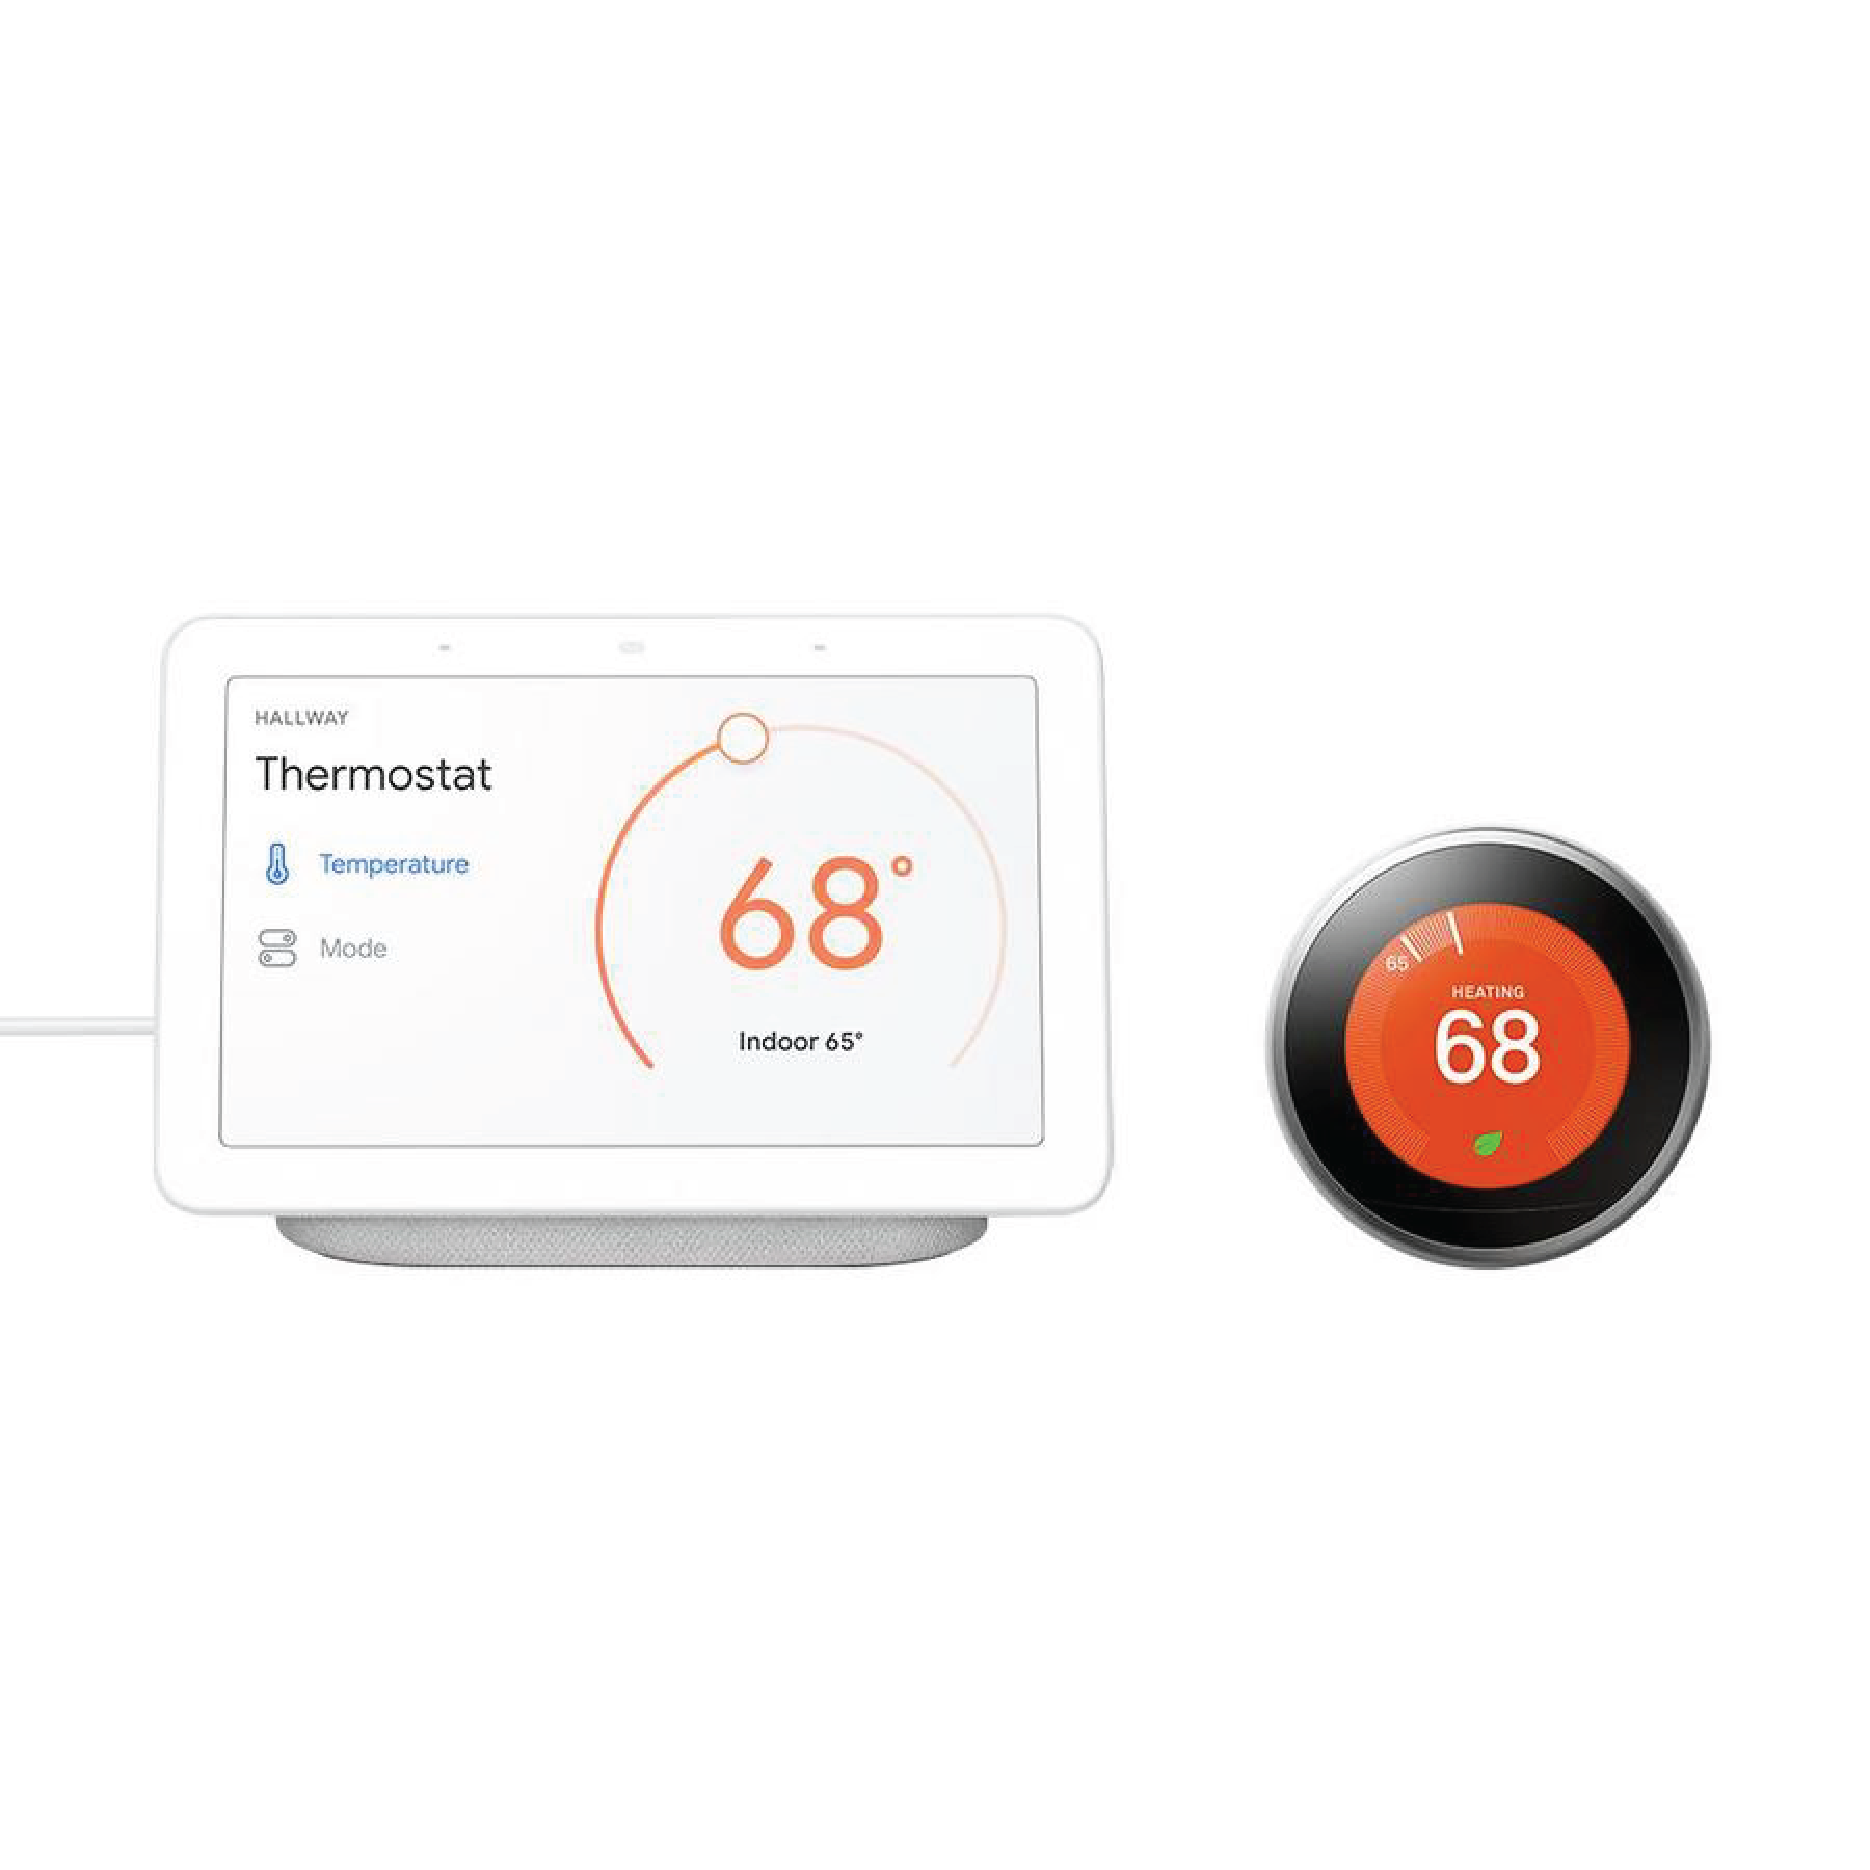 HALLWAY
Thermostat
Temperature
Mode
68°
Indoor 65°
65
HEATING
68